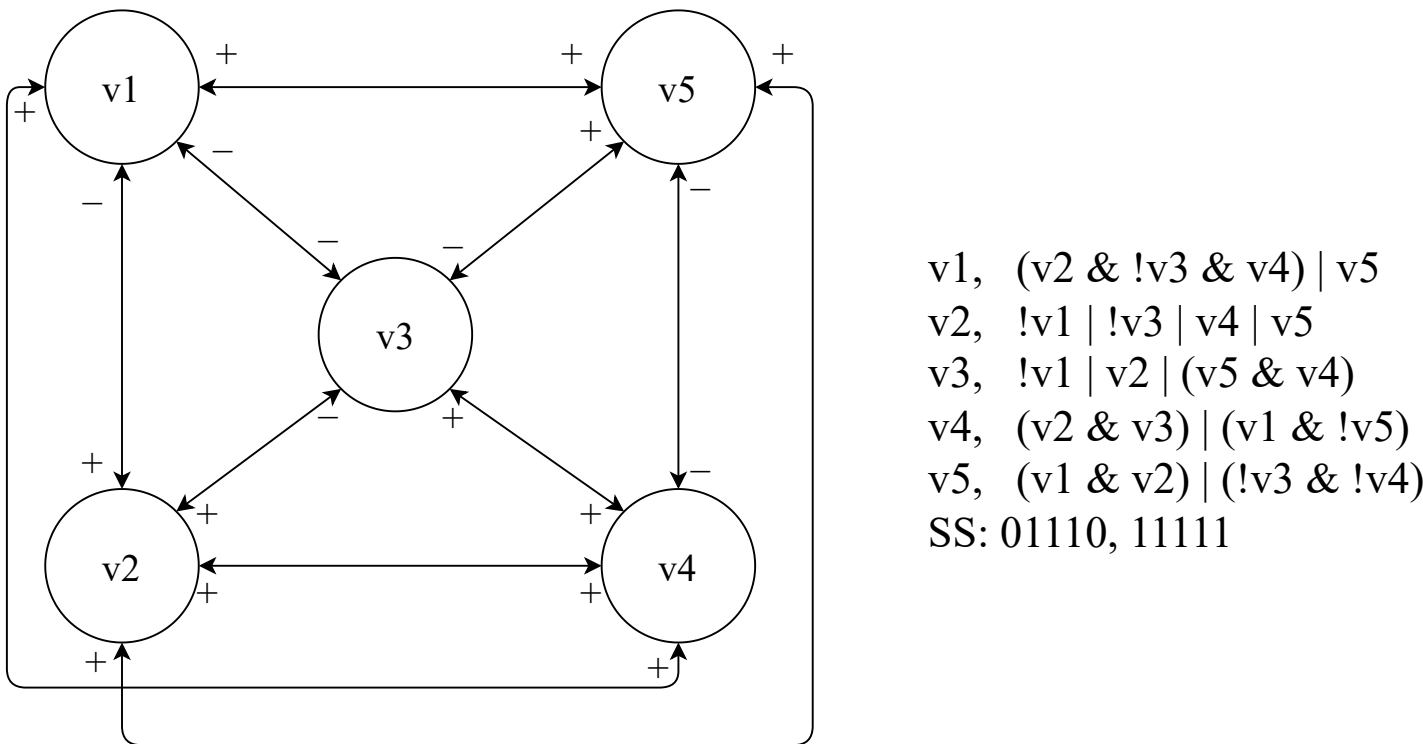 + + +
v1 v5
+ +
− −
− − −
v3
− +
+ + + −
v2 v4
+ +
+ +
v1, (v2 & !v3 & v4) | v5
v2, !v1 | !v3 | v4 | v5
v3, !v1 | v2 | (v5 & v4)
v4, (v2 & v3) | (v1 & !v5)
v5, (v1 & v2) | (!v3 & !v4)
SS: 01110, 11111